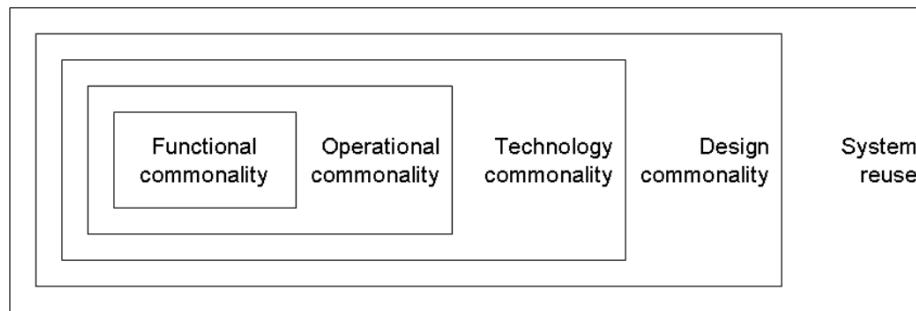 Functional
commonality
Operational
commonality
Technology
commonality
Design
commonality
System
reuse